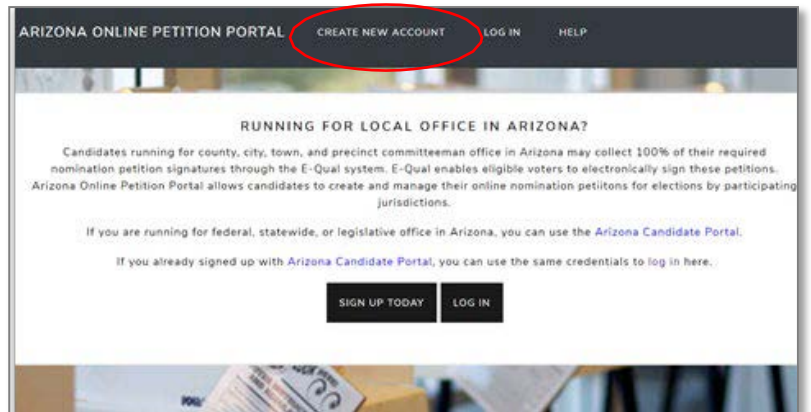 ARIZONA ONLINE PETITION PORTAL CREATE NEW ACCOUNT LOG IN HELP
RUNNING FOR LOCAL OFFICE IN ARIZONA?
Candidates running for county, city, town, and precinct committeeman office in Arizona may collect 100% of their required
nomination petition signatures through the E-Qual system. E-Qual enables eligible voters to electronically sign these petitions.
Arizona Online Petition Portal allows candidates to create and manage their online nomination petiitons for elections by participating
jurisdictions.
If you are running for federal, statewide, or legislative office in Arizona, you can use the Arizona Candidate Portal.
If you already signed up with Arizona Candidate Portal, you can use the same credentials to log in here.
SIGN UP TODAY LOG IN